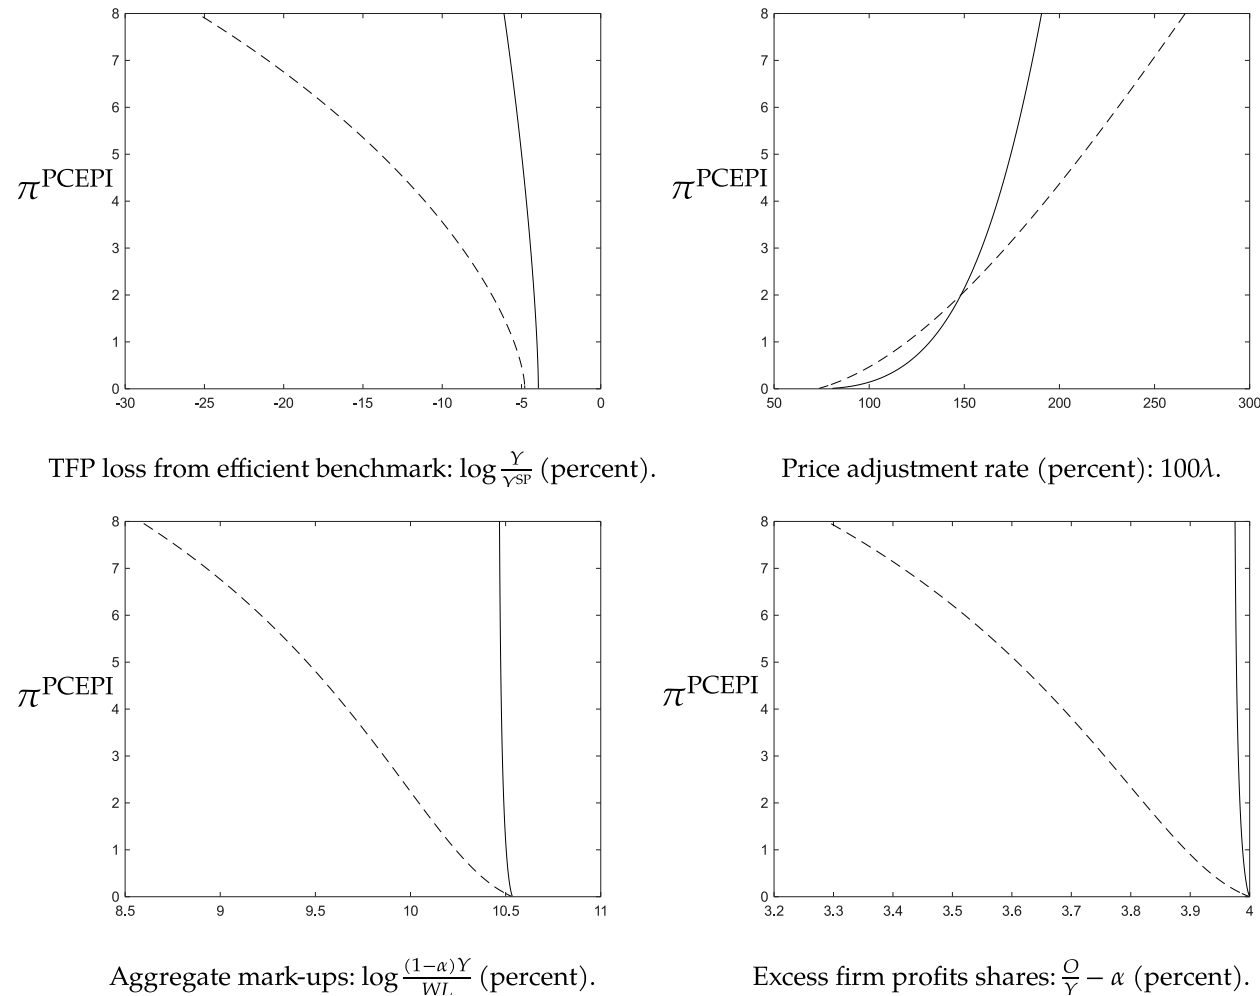 8 8
7 7
6 6
5 5
π^PCEPI 4 π^PCEPI 4
3 3
2 2
1 1
0 0
-30 -25 -20 -15 -10 -5 0 50 100 150 200 250 300
TFP loss from efficient benchmark: log Y/Y^SP (percent). Price adjustment rate (percent): 100λ.
8 8
7 7
6 6
5 5
π^PCEPI 4 π^PCEPI 4
3 3
2 2
1 1
0 0
8.5 9 9.5 10 10.5 11 3.2 3.3 3.4 3.5 3.6 3.7 3.8 3.9 4
Aggregate mark-ups: log (1−α)Y/WL (percent). Excess firm profits shares: O/Y − α (percent).